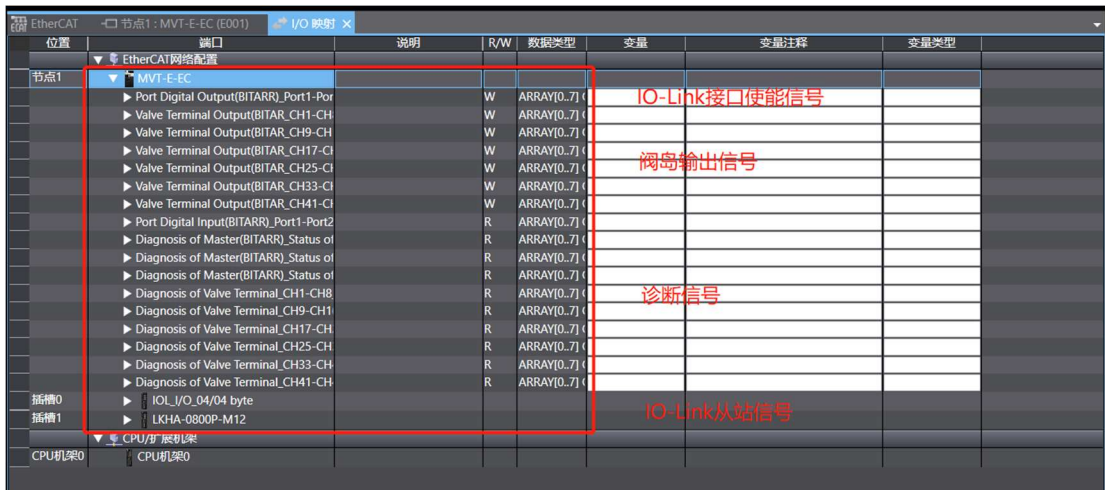 EtherCAT 节点1 : MVT-E-EC (E001) I/O 映射
位置 端口 说明 R/W 数据类型 变量 变量注释 变量类型
EtherCAT网络配置
节点1 MVT-E-EC
Port Digital Output(BITARR)_Port1-Por W ARRAY[0..7] IO-Link接口使能信号
Valve Terminal Output(BITAR_CH1-CH W ARRAY[0..7]
Valve Terminal Output(BITAR_CH9-CH W ARRAY[0..7]
Valve Terminal Output(BITAR_CH17-CH W ARRAY[0..7]
阀岛输出信号
Valve Terminal Output(BITAR_CH25-CH W ARRAY[0..7]
Valve Terminal Output(BITAR_CH33-CH W ARRAY[0..7]
Valve Terminal Output(BITAR_CH41-CH W ARRAY[0..7]
Port Digital Input(BITARR)_Port1-Port2 R ARRAY[0..7]
Diagnosis of Master(BITARR)_Status of R ARRAY[0..7]
Diagnosis of Master(BITARR)_Status of R ARRAY[0..7]
Diagnosis of Master(BITARR)_Status of R ARRAY[0..7]
Diagnosis of Valve Terminal_CH1-CH8 R ARRAY[0..7] 诊断信号
Diagnosis of Valve Terminal_CH9-CH1 R ARRAY[0..7]
Diagnosis of Valve Terminal_CH17-CH R ARRAY[0..7]
Diagnosis of Valve Terminal_CH25-CH R ARRAY[0..7]
Diagnosis of Valve Terminal_CH33-CH R ARRAY[0..7]
Diagnosis of Valve Terminal_CH41-CH R ARRAY[0..7]
插槽0 IOL_I/O_04/04 byte
插槽1 LKHA-0800P-M12 IO-Link从站信号
CPU/扩展机架
CPU机架0 CPU机架0